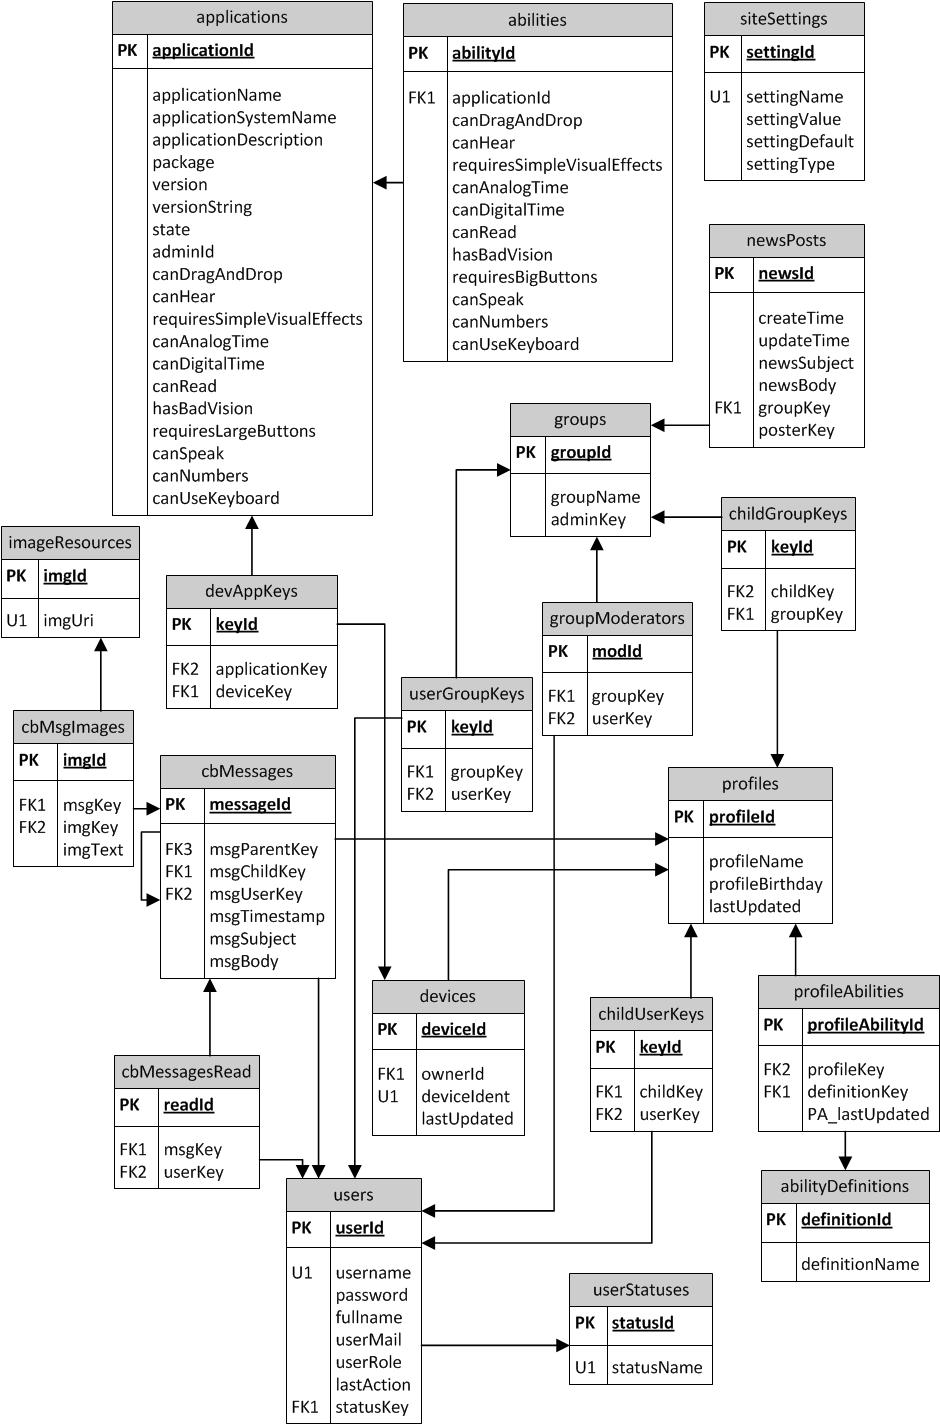 applications
PK applicationId
applicationName
applicationSystemName
applicationDescription
package
version
versionString
state
adminId
canDragAndDrop
canHear
requiresSimpleVisualEffects
canAnalogTime
canDigitalTime
canRead
hasBadVision
requiresLargeButtons
canSpeak
canNumbers
canUseKeyboard
abilities
PK abilityId
FK1 applicationId
canDragAndDrop
canHear
requiresSimpleVisualEffects
canAnalogTime
canDigitalTime
canRead
hasBadVision
requiresBigButtons
canSpeak
canNumbers
canUseKeyboard
siteSettings
PK settingId
U1 settingName
settingValue
settingDefault
settingType
newsPosts
PK newsId
createTime
updateTime
newsSubject
newsBody
FK1 groupKey
posterKey
groups
PK groupId
groupName
adminKey
childGroupKeys
PK keyId
FK2 childKey
FK1 groupKey
imageResources
PK imgId
U1 imgUri
devAppKeys
PK keyId
FK2 applicationKey
FK1 deviceKey
groupModerators
PK modId
FK1 groupKey
FK2 userKey
userGroupKeys
PK keyId
FK1 groupKey
FK2 userKey
cbMsgImages
PK imgId
FK1 msgKey
FK2 imgKey
imgText
cbMessages
PK messageId
FK3 msgParentKey
FK1 msgChildKey
FK2 msgUserKey
msgTimestamp
msgSubject
msgBody
profiles
PK profileId
profileName
profileBirthday
lastUpdated
devices
PK deviceId
FK1 ownerId
U1 deviceIdent
lastUpdated
childUserKeys
PK keyId
FK1 childKey
FK2 userKey
profileAbilities
PK profileAbilityId
FK2 profileKey
FK1 definitionKey
PA_lastUpdated
cbMessagesRead
PK readId
FK1 msgKey
FK2 userKey
abilityDefinitions
PK definitionId
definitionName
users
PK userId
U1 username
password
fullname
userMail
userRole
lastAction
FK1 statusKey
userStatuses
PK statusId
U1 statusName